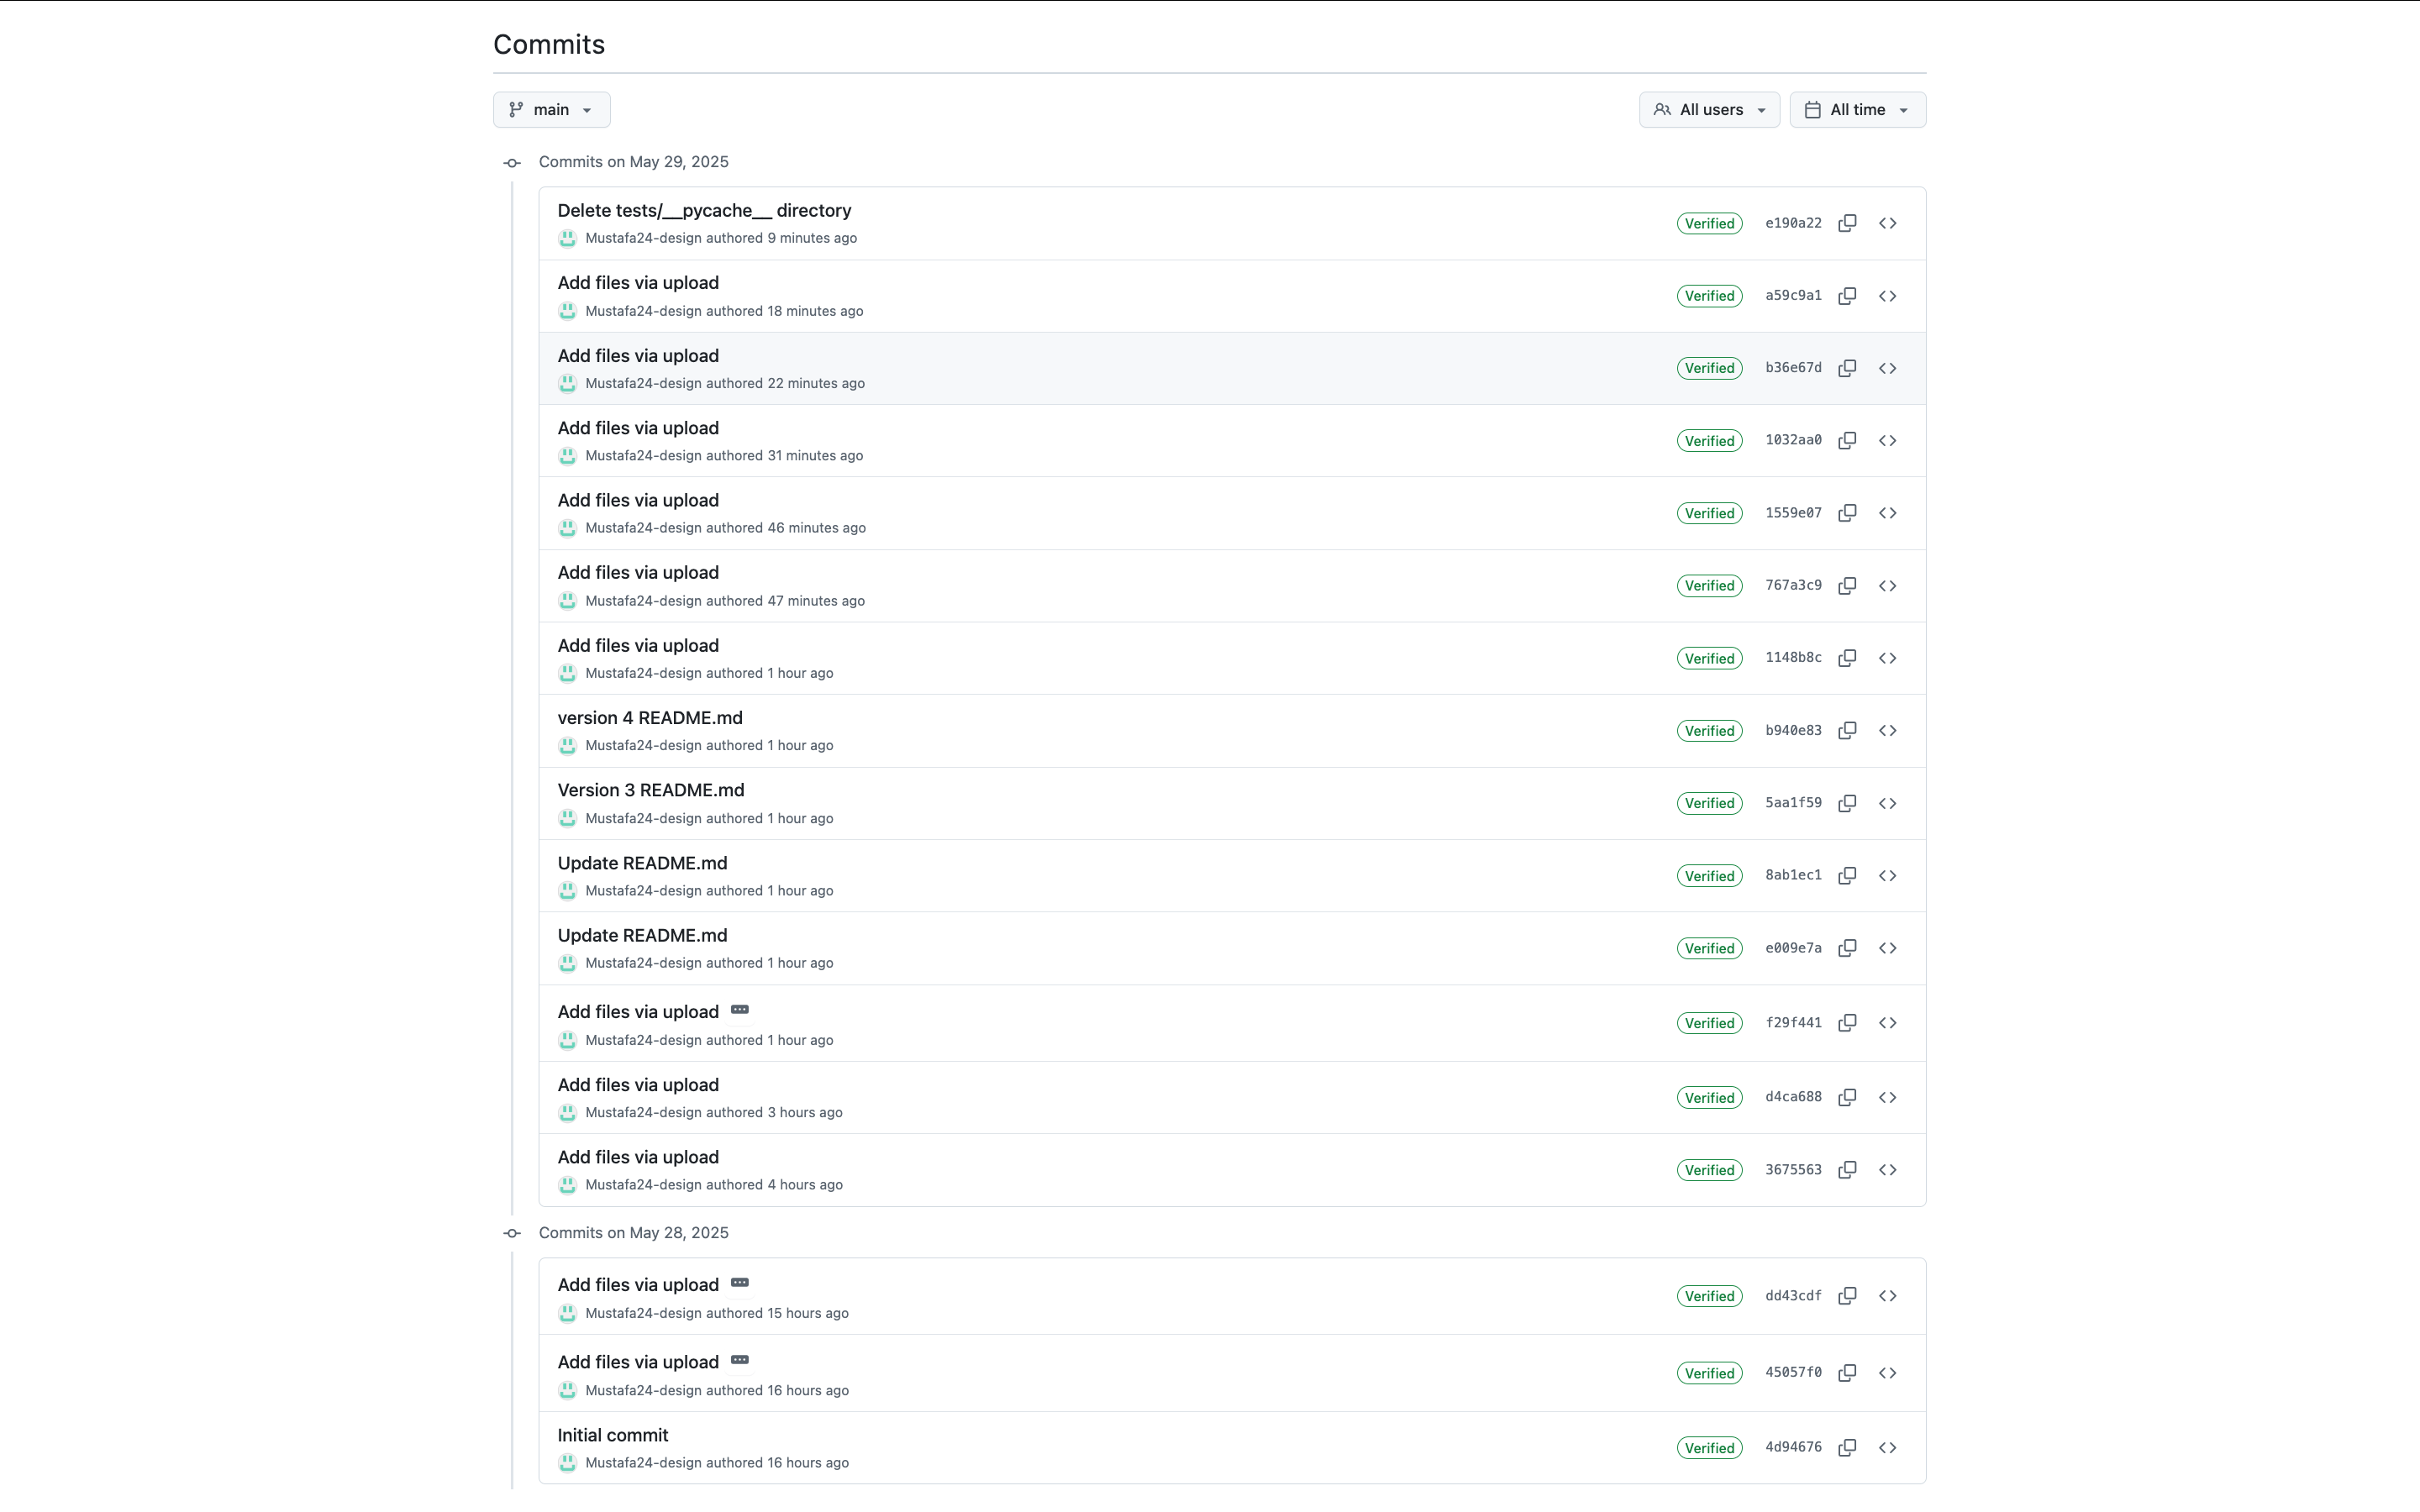 Commits
main All users All time
Commits on May 29, 2025
Delete tests/__pycache__ directory
Mustafa24-design authored 9 minutes ago
Verified e190a22
Add files via upload
Mustafa24-design authored 18 minutes ago
Verified a59c9a1
Add files via upload
Mustafa24-design authored 22 minutes ago
Verified b36e67d
Add files via upload
Mustafa24-design authored 31 minutes ago
Verified 1032aa0
Add files via upload
Mustafa24-design authored 46 minutes ago
Verified 1559e07
Add files via upload
Mustafa24-design authored 47 minutes ago
Verified 767a3c9
Add files via upload
Mustafa24-design authored 1 hour ago
Verified 1148b8c
version 4 README.md
Mustafa24-design authored 1 hour ago
Verified b940e83
Version 3 README.md
Mustafa24-design authored 1 hour ago
Verified 5aa1f59
Update README.md
Mustafa24-design authored 1 hour ago
Verified 8ab1ec1
Update README.md
Mustafa24-design authored 1 hour ago
Verified e009e7a
Add files via upload
Mustafa24-design authored 1 hour ago
Verified f29f441
Add files via upload
Mustafa24-design authored 3 hours ago
Verified d4ca688
Add files via upload
Mustafa24-design authored 4 hours ago
Verified 3675563
Commits on May 28, 2025
Add files via upload
Mustafa24-design authored 15 hours ago
Verified dd43cdf
Add files via upload
Mustafa24-design authored 16 hours ago
Verified 45057f0
Initial commit
Mustafa24-design authored 16 hours ago
Verified 4d94676